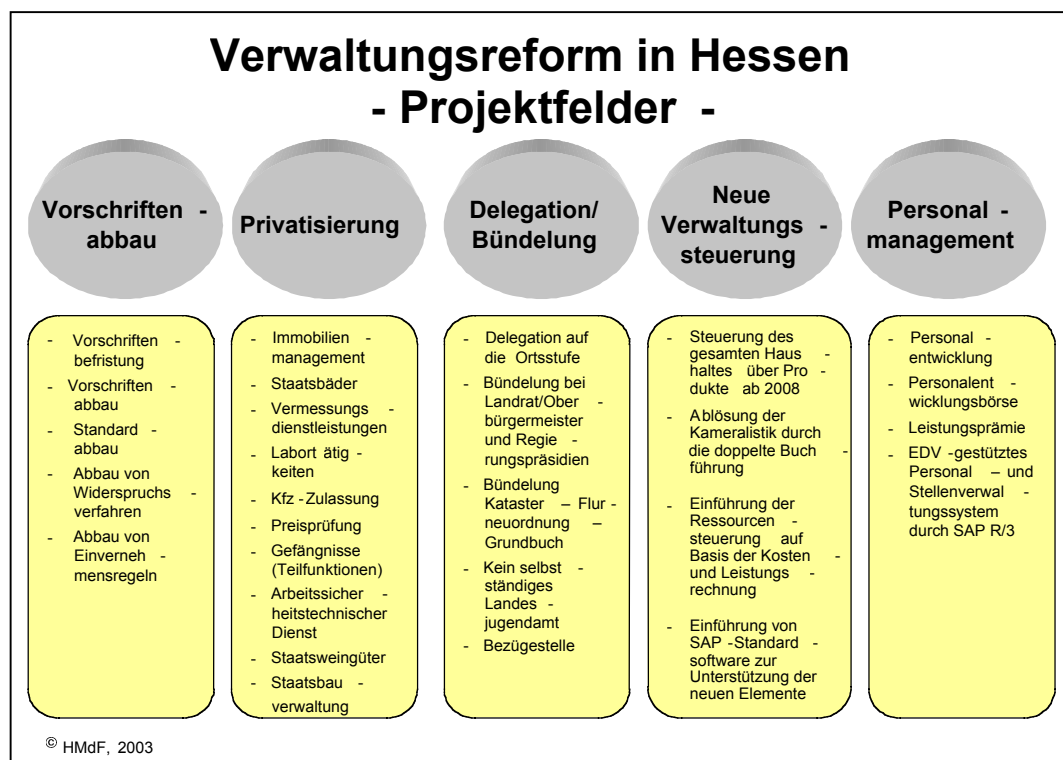 Verwaltungsreform in Hessen
- Projektfelder -
Vorschriften -
abbau
Privatisierung
Delegation/
Bündelung
Neue
Verwaltungs -
steuerung
Personal -
management
- Vorschriften -
befristung
- Vorschriften -
abbau
- Standard -
abbau
- Abbau von
Widerspruchs -
verfahren
- Abbau von
Einverneh -
mensregeln
- Immobilien -
management
- Staatsbäder
- Vermessungs -
dienstleistungen
- Labort ätig -
keiten
- Kfz -Zulassung
- Preisprüfung
- Gefängnisse
(Teilfunktionen)
- Arbeitssicher -
heitstechnischer
Dienst
- Staatsweingüter
- Staatsbau -
verwaltung
- Delegation auf
die Ortsstufe
- Bündelung bei
Landrat/Ober -
bürgermeister
und Regie -
rungspräsidien
- Bündelung
Kataster – Flur -
neuordnung –
Grundbuch
- Kein selbst -
ständiges
Landes -
jugendamt
- Bezügestelle
- Steuerung des
gesamten Haus -
haltes über Pro -
dukte ab 2008
- Ablösung der
Kameralistik durch
die doppelte Buch -
führung
- Einführung der
Ressourcen -
steuerung auf
Basis der Kosten -
und Leistungs -
rechnung
- Einführung von
SAP -Standard -
software zur
Unterstützung der
neuen Elemente
- Personal -
entwicklung
- Personalent -
wicklungsbörse
- Leistungsprämie
- EDV -gestütztes
Personal – und
Stellenverwal -
tungssystem
durch SAP R/3
© HMdF, 2003